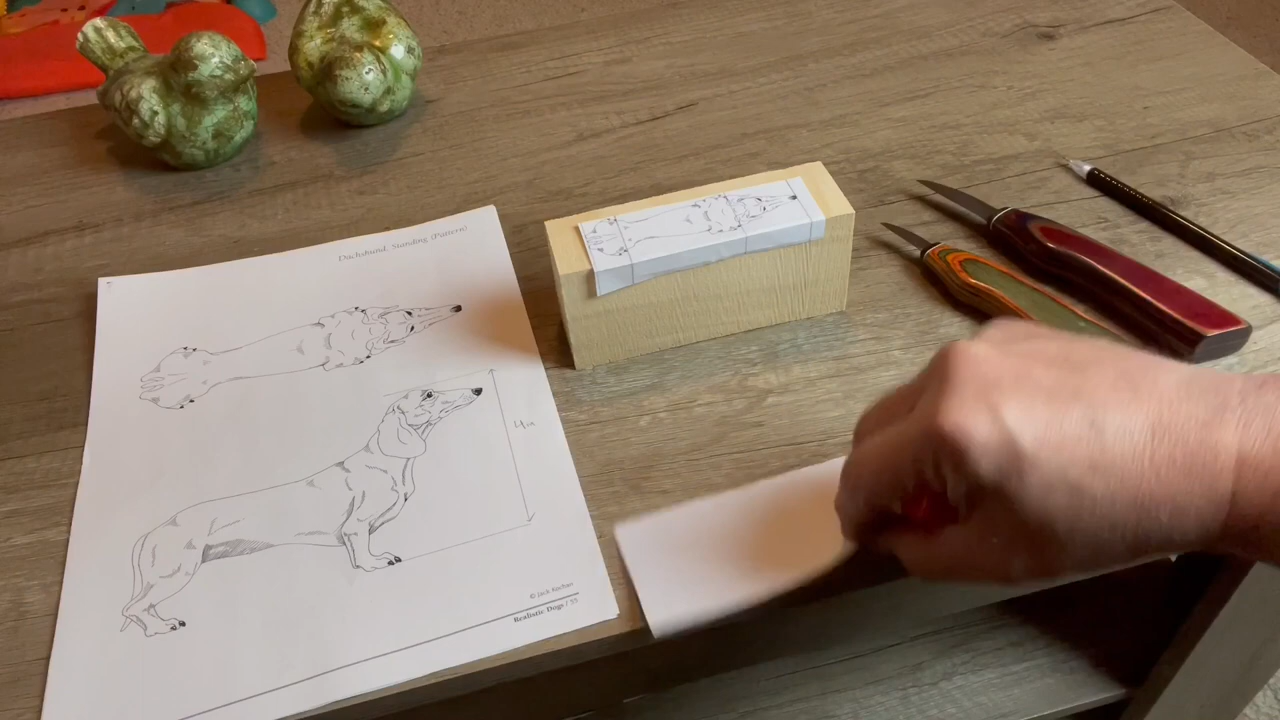 Dachshund, Standing (Pattern)
4in
© Jack Kochan
Realistic Dogs / 55